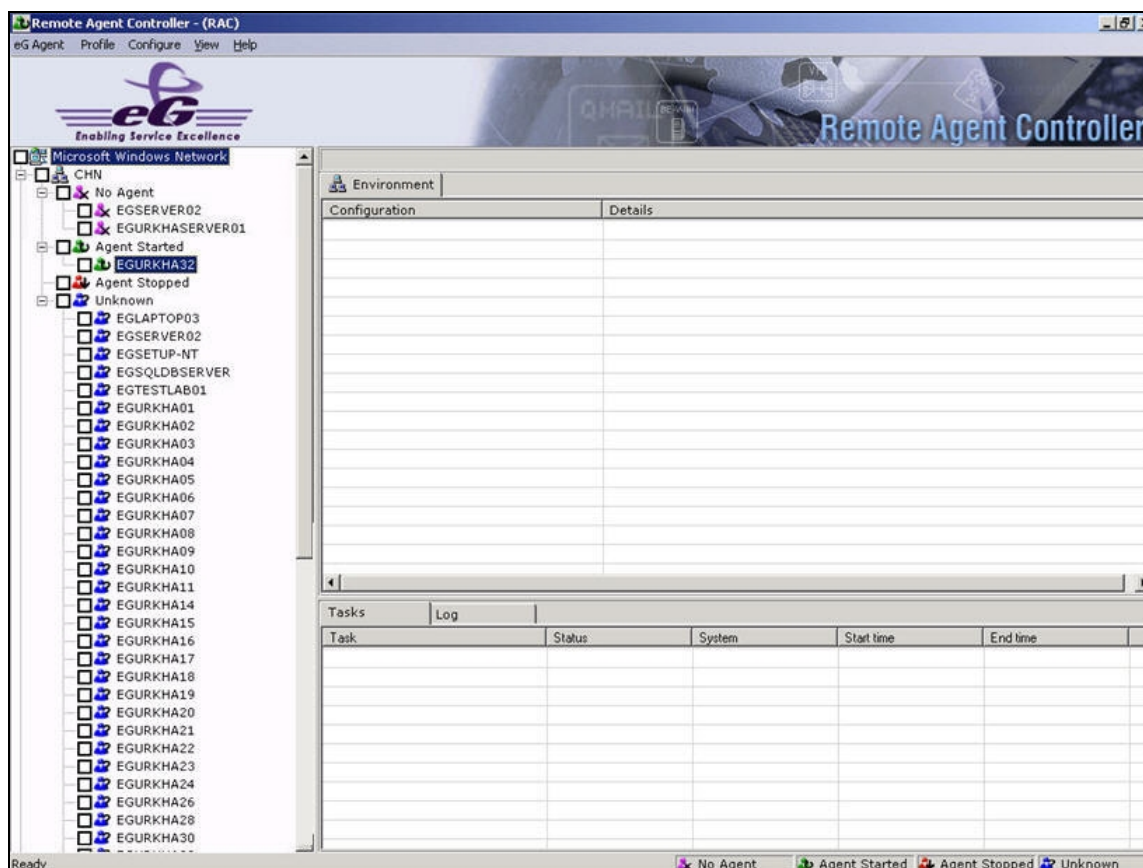 Remote Agent Controller - (RAC)
eG Agent Profile Configure View Help
eG
Enabling Service Excellence
QMAIL
Remote Agent Controller
Microsoft Windows Network
CHN
No Agent
EGSERVER02
EGURKHASERVER01
Agent Started
EGURKHA32
Agent Stopped
Unknown
EGLAPTOP03
EGSERVER02
EGSETUP-NT
EGSQLDBSERVER
EGTESTLAB01
EGURKHA01
EGURKHA02
EGURKHA03
EGURKHA04
EGURKHA05
EGURKHA06
EGURKHA07
EGURKHA08
EGURKHA09
EGURKHA10
EGURKHA11
EGURKHA14
EGURKHA15
EGURKHA16
EGURKHA17
EGURKHA18
EGURKHA19
EGURKHA20
EGURKHA21
EGURKHA22
EGURKHA23
EGURKHA24
EGURKHA26
EGURKHA28
EGURKHA30
Environment
Configuration Details
Tasks Log
Task Status System Start time End time
Ready No Agent Agent Started Agent Stopped Unknown